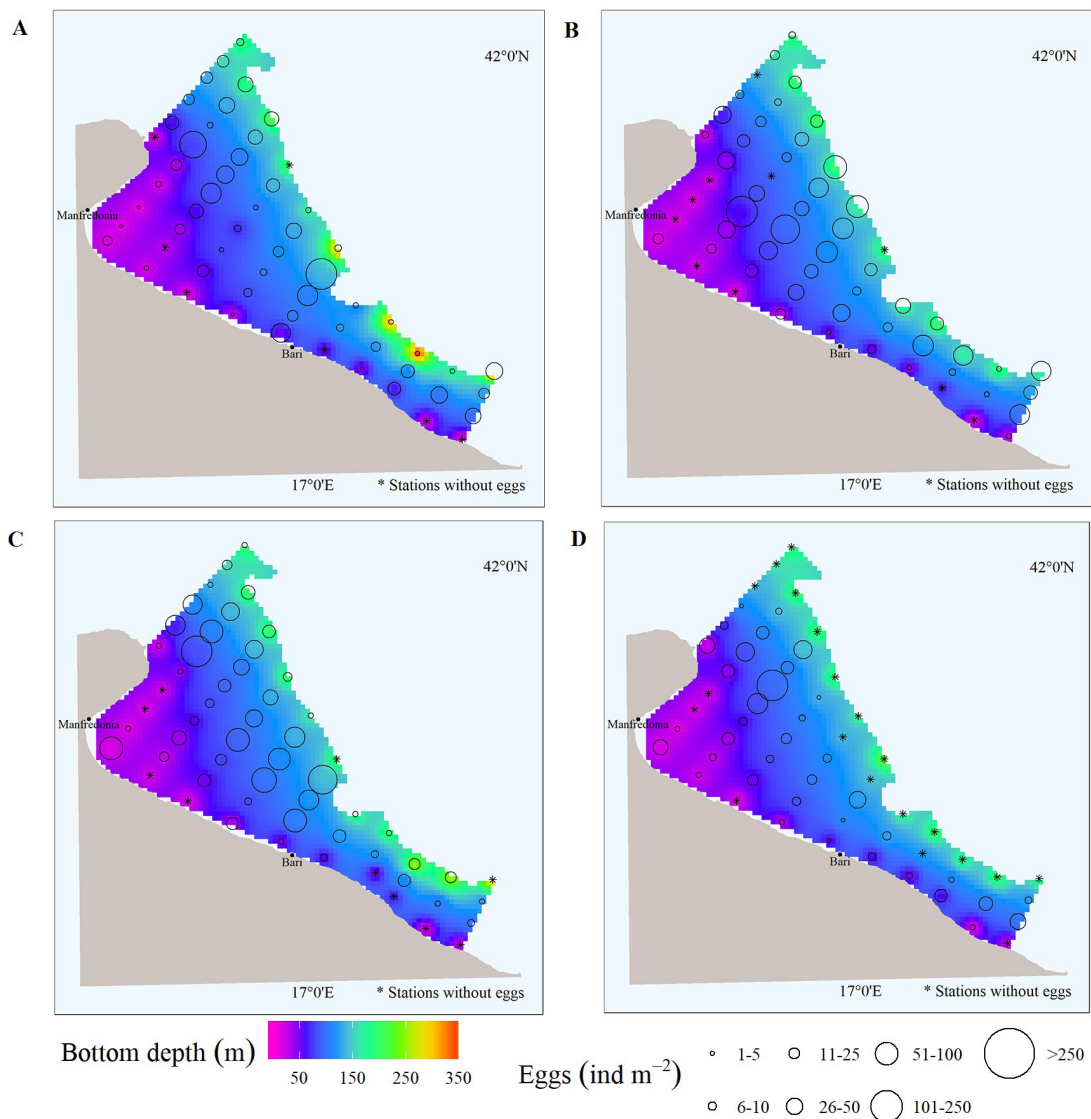 A
42°0'N
Manfredonia
Bari
17°0'E
* Stations without eggs
B
42°0'N
Manfredonia
Bari
17°0'E
* Stations without eggs
C
42°0'N
Manfredonia
Bari
17°0'E
* Stations without eggs
D
42°0'N
Manfredonia
Bari
17°0'E
* Stations without eggs
Bottom depth (m)
50 150 250 350
Eggs (ind m⁻²)
1-5 11-25 51-100 >250
6-10 26-50 101-250